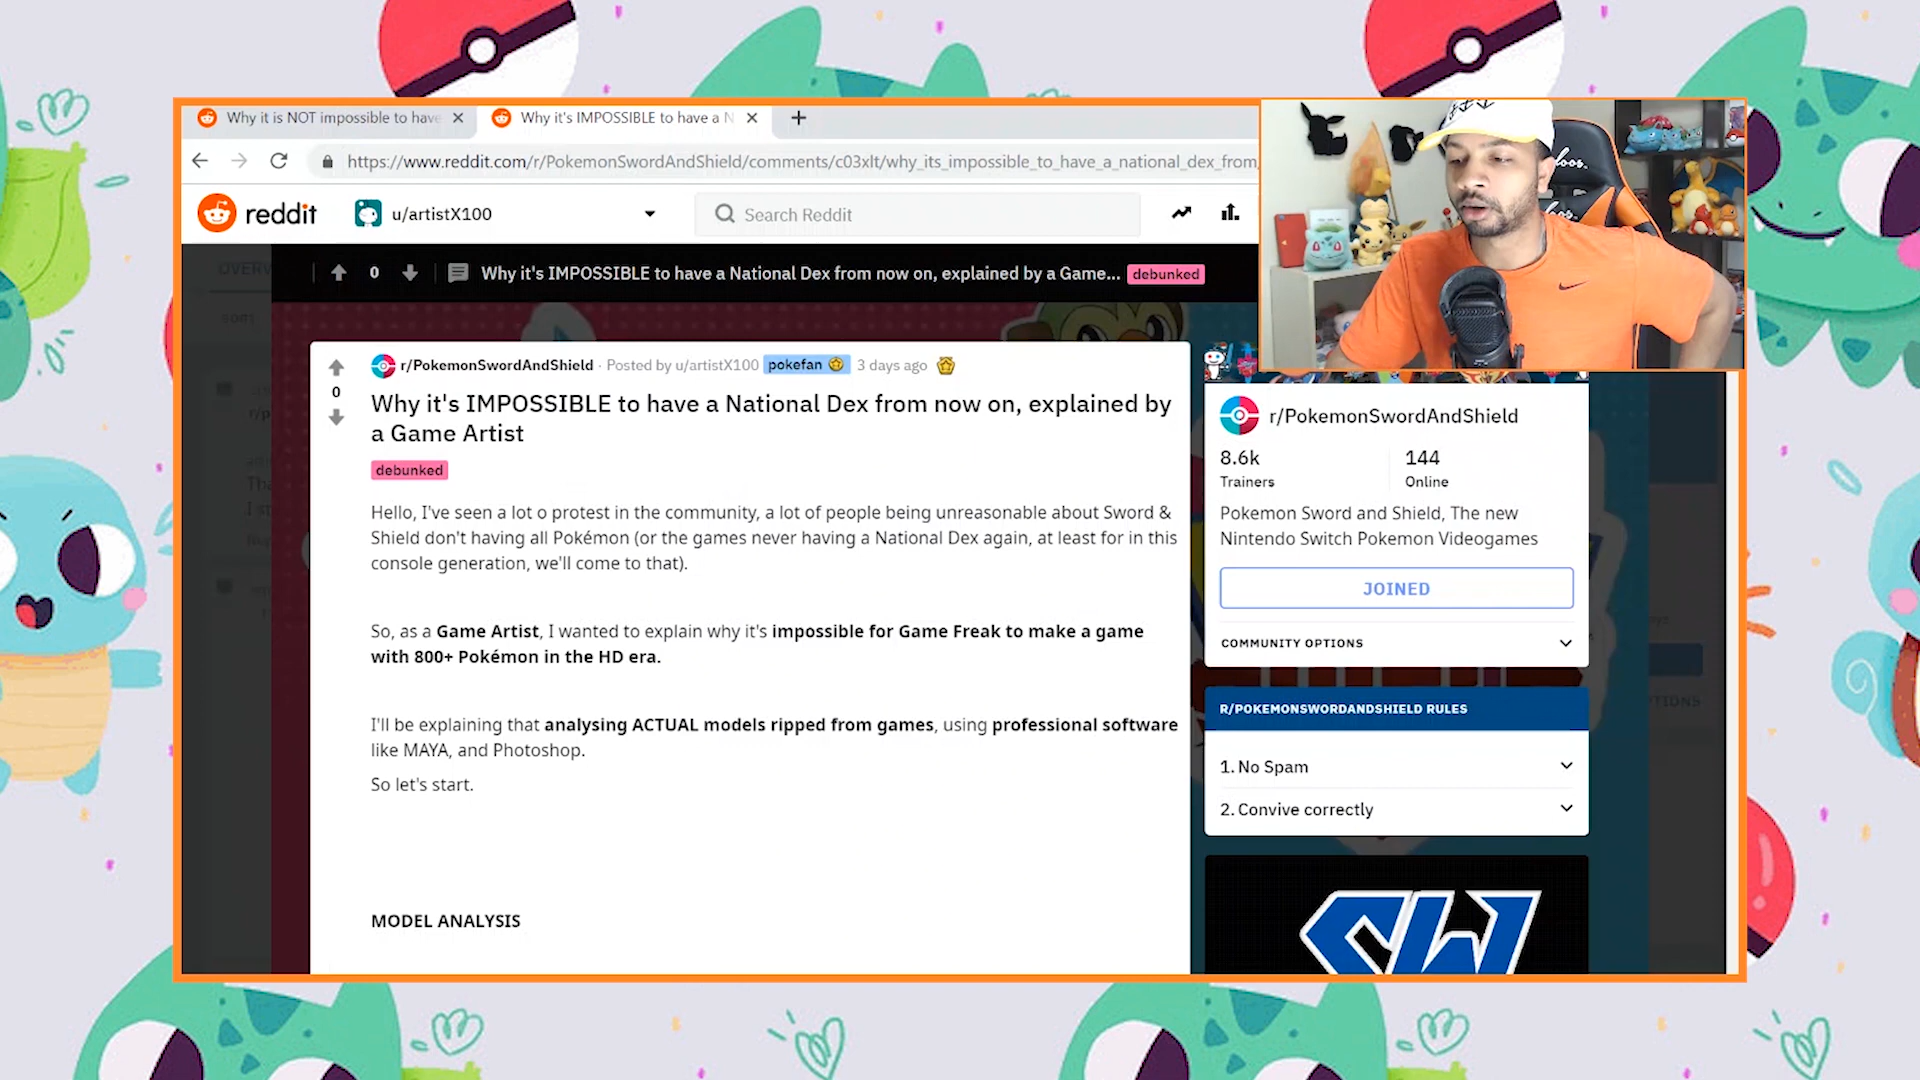 Why it is NOT impossible to have
Why it's IMPOSSIBLE to have a N
https://www.reddit.com/r/PokemonSwordAndShield/comments/c03xlt/why_its_impossible_to_have_a_national_dex_from
reddit
u/artistX100
Search Reddit
0
Why it's IMPOSSIBLE to have a National Dex from now on, explained by a Game... debunked
r/PokemonSwordAndShield · Posted by u/artistX100 pokefan 3 days ago
0
Why it's IMPOSSIBLE to have a National Dex from now on, explained by
a Game Artist
debunked
Hello, I've seen a lot o protest in the community, a lot of people being unreasonable about Sword &
Shield don't having all Pokémon (or the games never having a National Dex again, at least for in this
console generation, we'll come to that).
So, as a Game Artist, I wanted to explain why it's impossible for Game Freak to make a game
with 800+ Pokémon in the HD era.
I'll be explaining that analysing ACTUAL models ripped from games, using professional software
like MAYA, and Photoshop.
So let's start.
MODEL ANALYSIS
r/PokemonSwordAndShield
8.6k
Trainers
144
Online
Pokemon Sword and Shield, The new
Nintendo Switch Pokemon Videogames
JOINED
COMMUNITY OPTIONS
R/POKEMONSWORDANDSHIELD RULES
1. No Spam
2. Convive correctly
SW